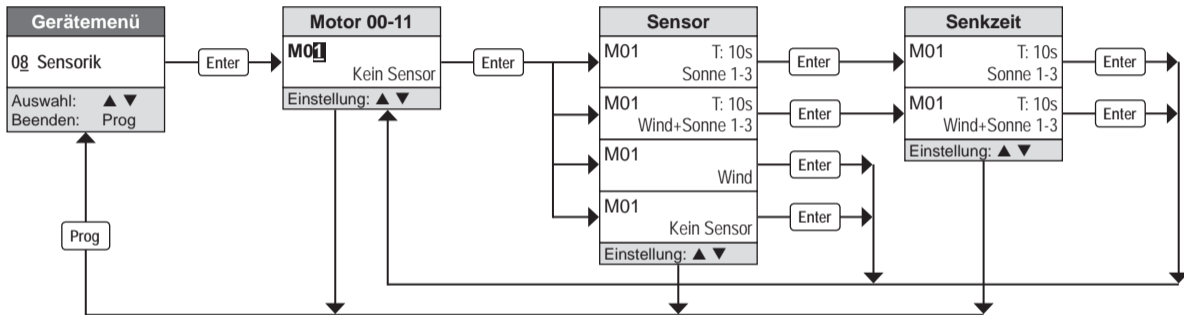 Gerätemenü
08 Sensorik
Auswahl: ▲ ▼
Beenden: Prog
Enter
Motor 00-11
M01
Kein Sensor
Einstellung: ▲ ▼
Enter
Sensor
M01 T: 10s
Sonne 1-3
M01 T: 10s
Wind+Sonne 1-3
M01
Wind
M01
Kein Sensor
Einstellung: ▲ ▼
Enter
Enter
Enter
Enter
Senkzeit
M01 T: 10s
Sonne 1-3
M01 T: 10s
Wind+Sonne 1-3
Einstellung: ▲ ▼
Enter
Enter
Prog